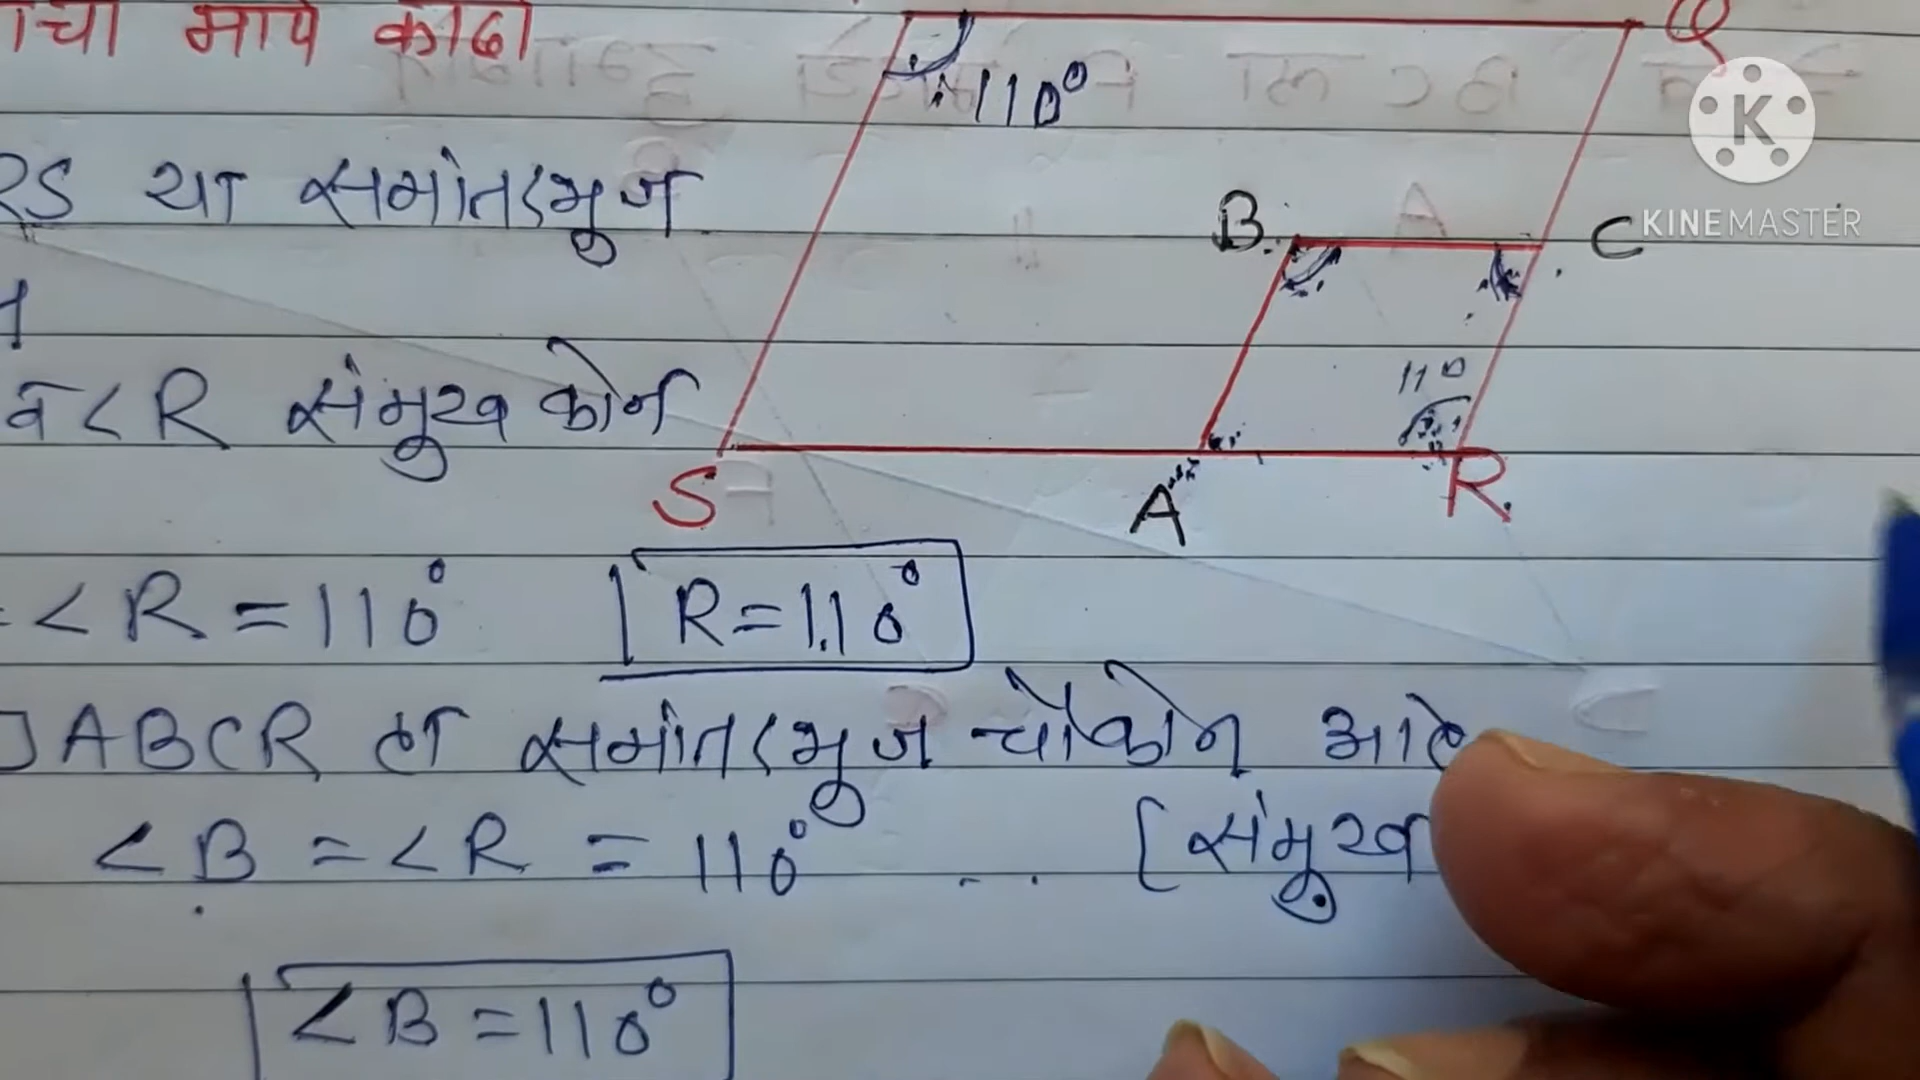 मापे काढा
Q
110°
K
KINEMASTER
RS या समांतरभुज
B
C
व <R संमुख कोन
110
S
A
R
<R = 110°
R = 110°
ABCR हा समांतरभुज चौकोन आहे
<B = <R = 110° ... [संमुख
<B = 110°